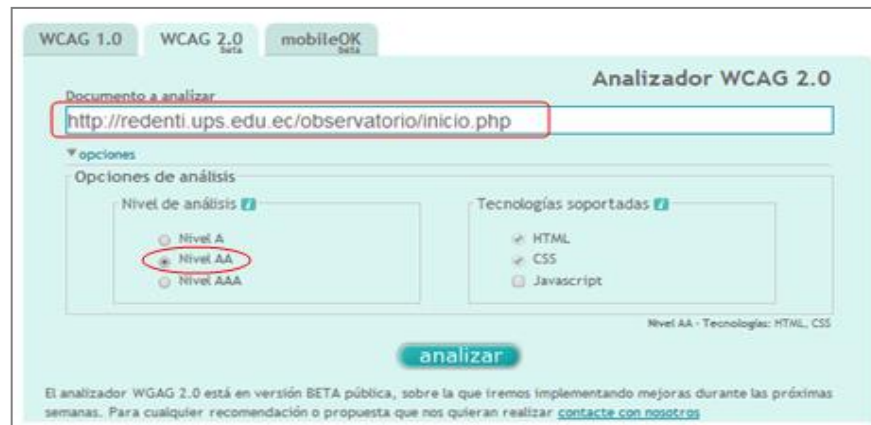 WCAG 1.0 WCAG 2.0 beta mobileOK beta
Analizador WCAG 2.0
Documento a analizar
http://redenti.ups.edu.ec/observatorio/inicio.php
opciones
Opciones de análisis
Nivel de análisis i Tecnologías soportadas i
Nivel A HTML
Nivel AA CSS
Nivel AAA Javascript
Nivel AA - Tecnologías: HTML, CSS
analizar
El analizador WGAG 2.0 está en versión BETA pública, sobre la que iremos implementando mejoras durante las próximas
semanas. Para cualquier recomendación o propuesta que nos quieran realizar contacte con nosotros